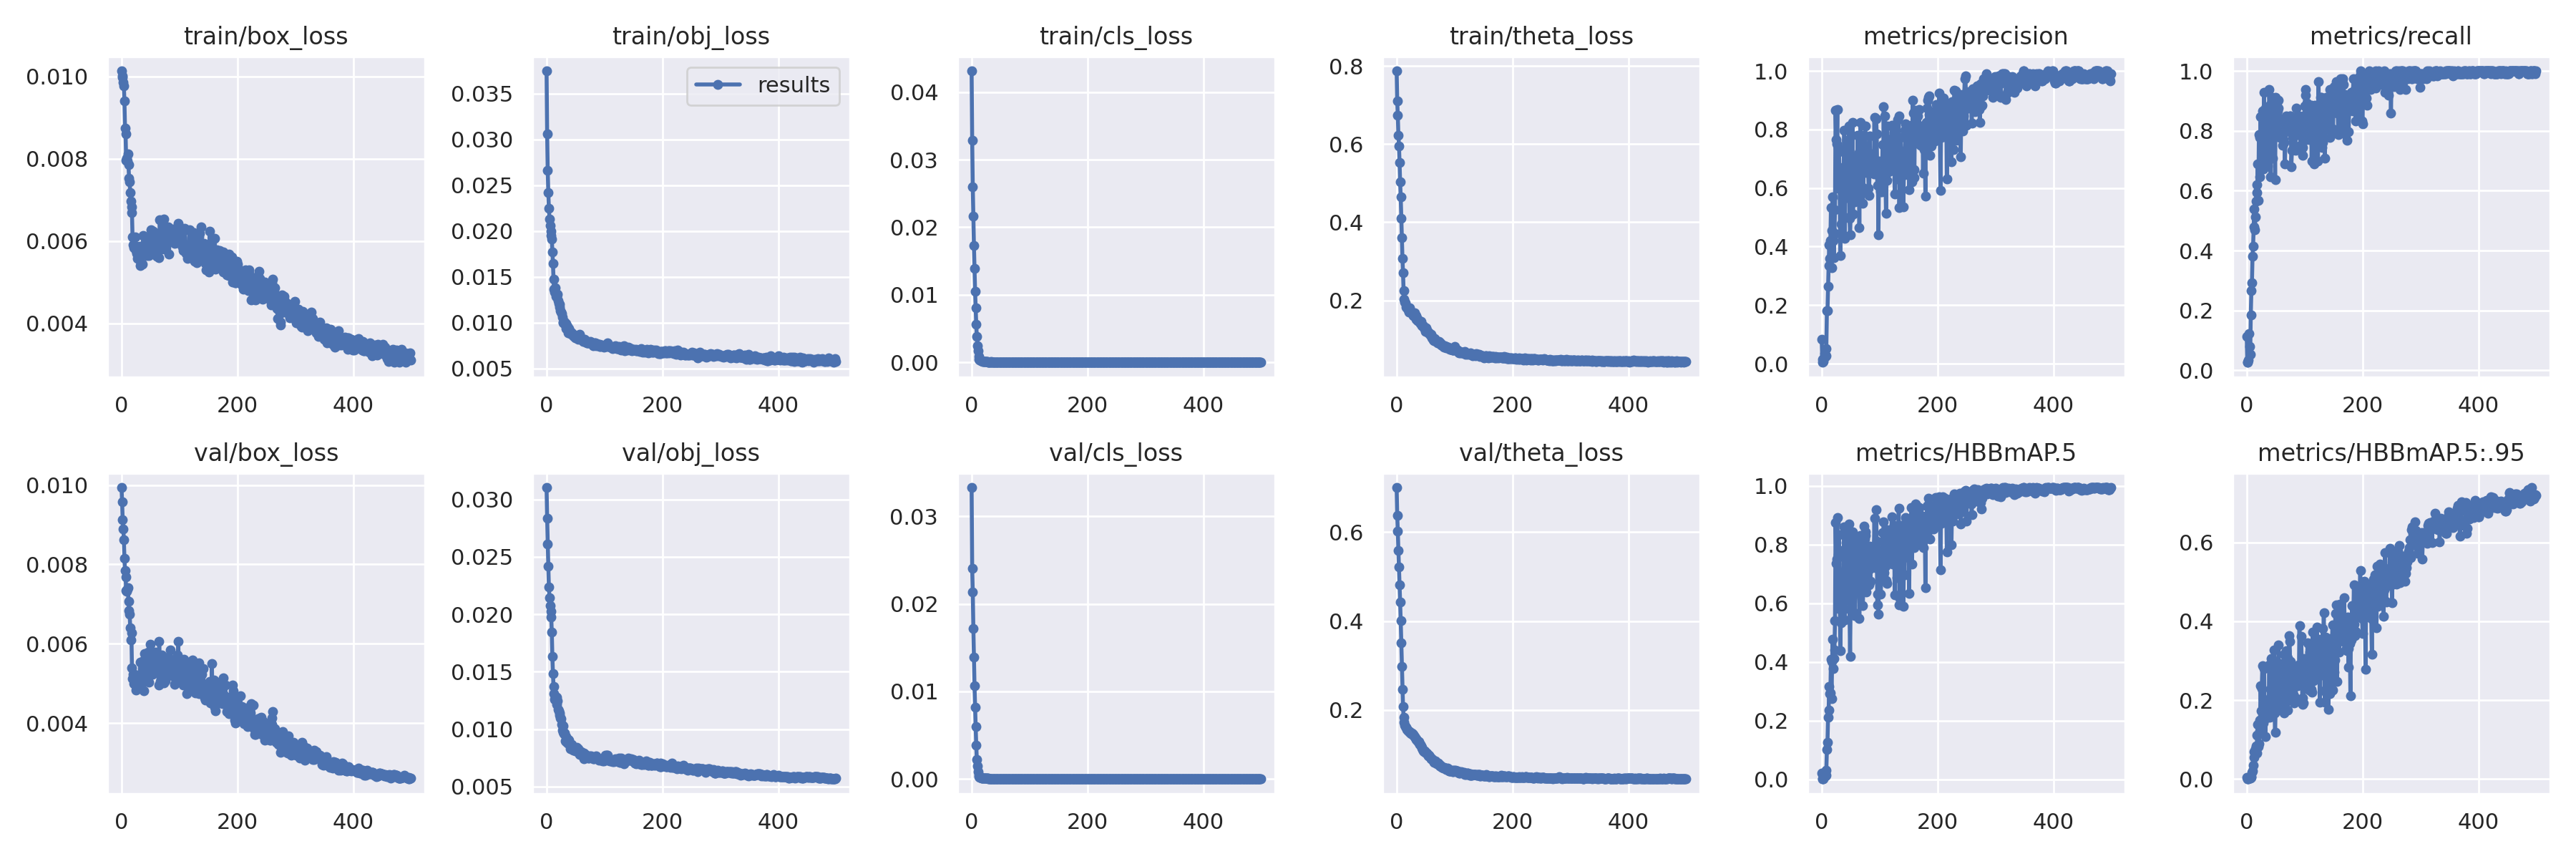 train/box_loss
0.010
0.008
0.006
0.004
0 200 400
train/obj_loss
results
0.035
0.030
0.025
0.020
0.015
0.010
0.005
0 200 400
train/cls_loss
0.04
0.03
0.02
0.01
0.00
0 200 400
train/theta_loss
0.8
0.6
0.4
0.2
0 200 400
metrics/precision
1.0
0.8
0.6
0.4
0.2
0.0
0 200 400
metrics/recall
1.0
0.8
0.6
0.4
0.2
0.0
0 200 400
val/box_loss
0.010
0.008
0.006
0.004
0 200 400
val/obj_loss
0.030
0.025
0.020
0.015
0.010
0.005
0 200 400
val/cls_loss
0.03
0.02
0.01
0.00
0 200 400
val/theta_loss
0.6
0.4
0.2
0 200 400
metrics/HBBmAP.5
1.0
0.8
0.6
0.4
0.2
0.0
0 200 400
metrics/HBBmAP.5:.95
0.6
0.4
0.2
0.0
0 200 400